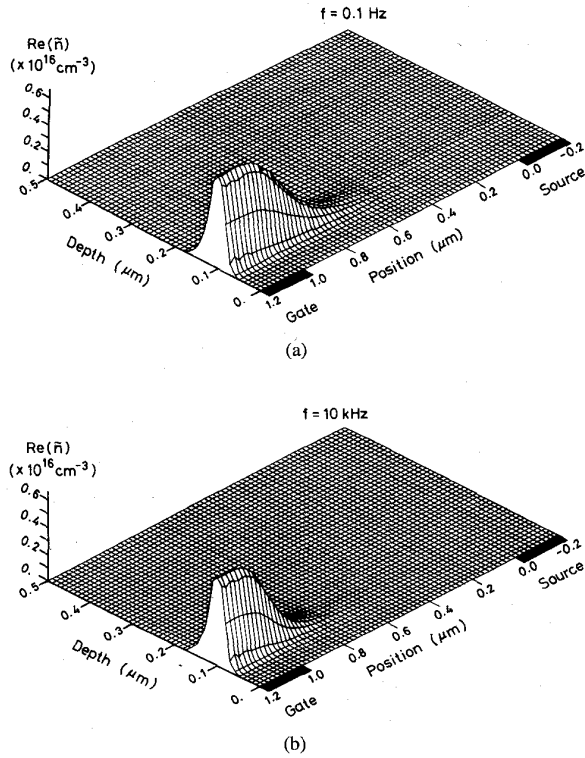 f = 0.1 Hz
Re(ñ)
(×10¹⁶cm⁻³)
0.6
0.4
0.2
0.
0.5
0.4
0.3
0.2
0.1
0.
Depth (μm)
1.2
1.0
0.8
0.6
0.4
0.2
0.0
-0.2
Gate
Position (μm)
Source
(a)
f = 10 kHz
Re(ñ)
(×10¹⁶cm⁻³)
0.6
0.4
0.2
0.
0.5
0.4
0.3
0.2
0.1
0.
Depth (μm)
1.2
1.0
0.8
0.6
0.4
0.2
0.0
-0.2
Gate
Position (μm)
Source
(b)